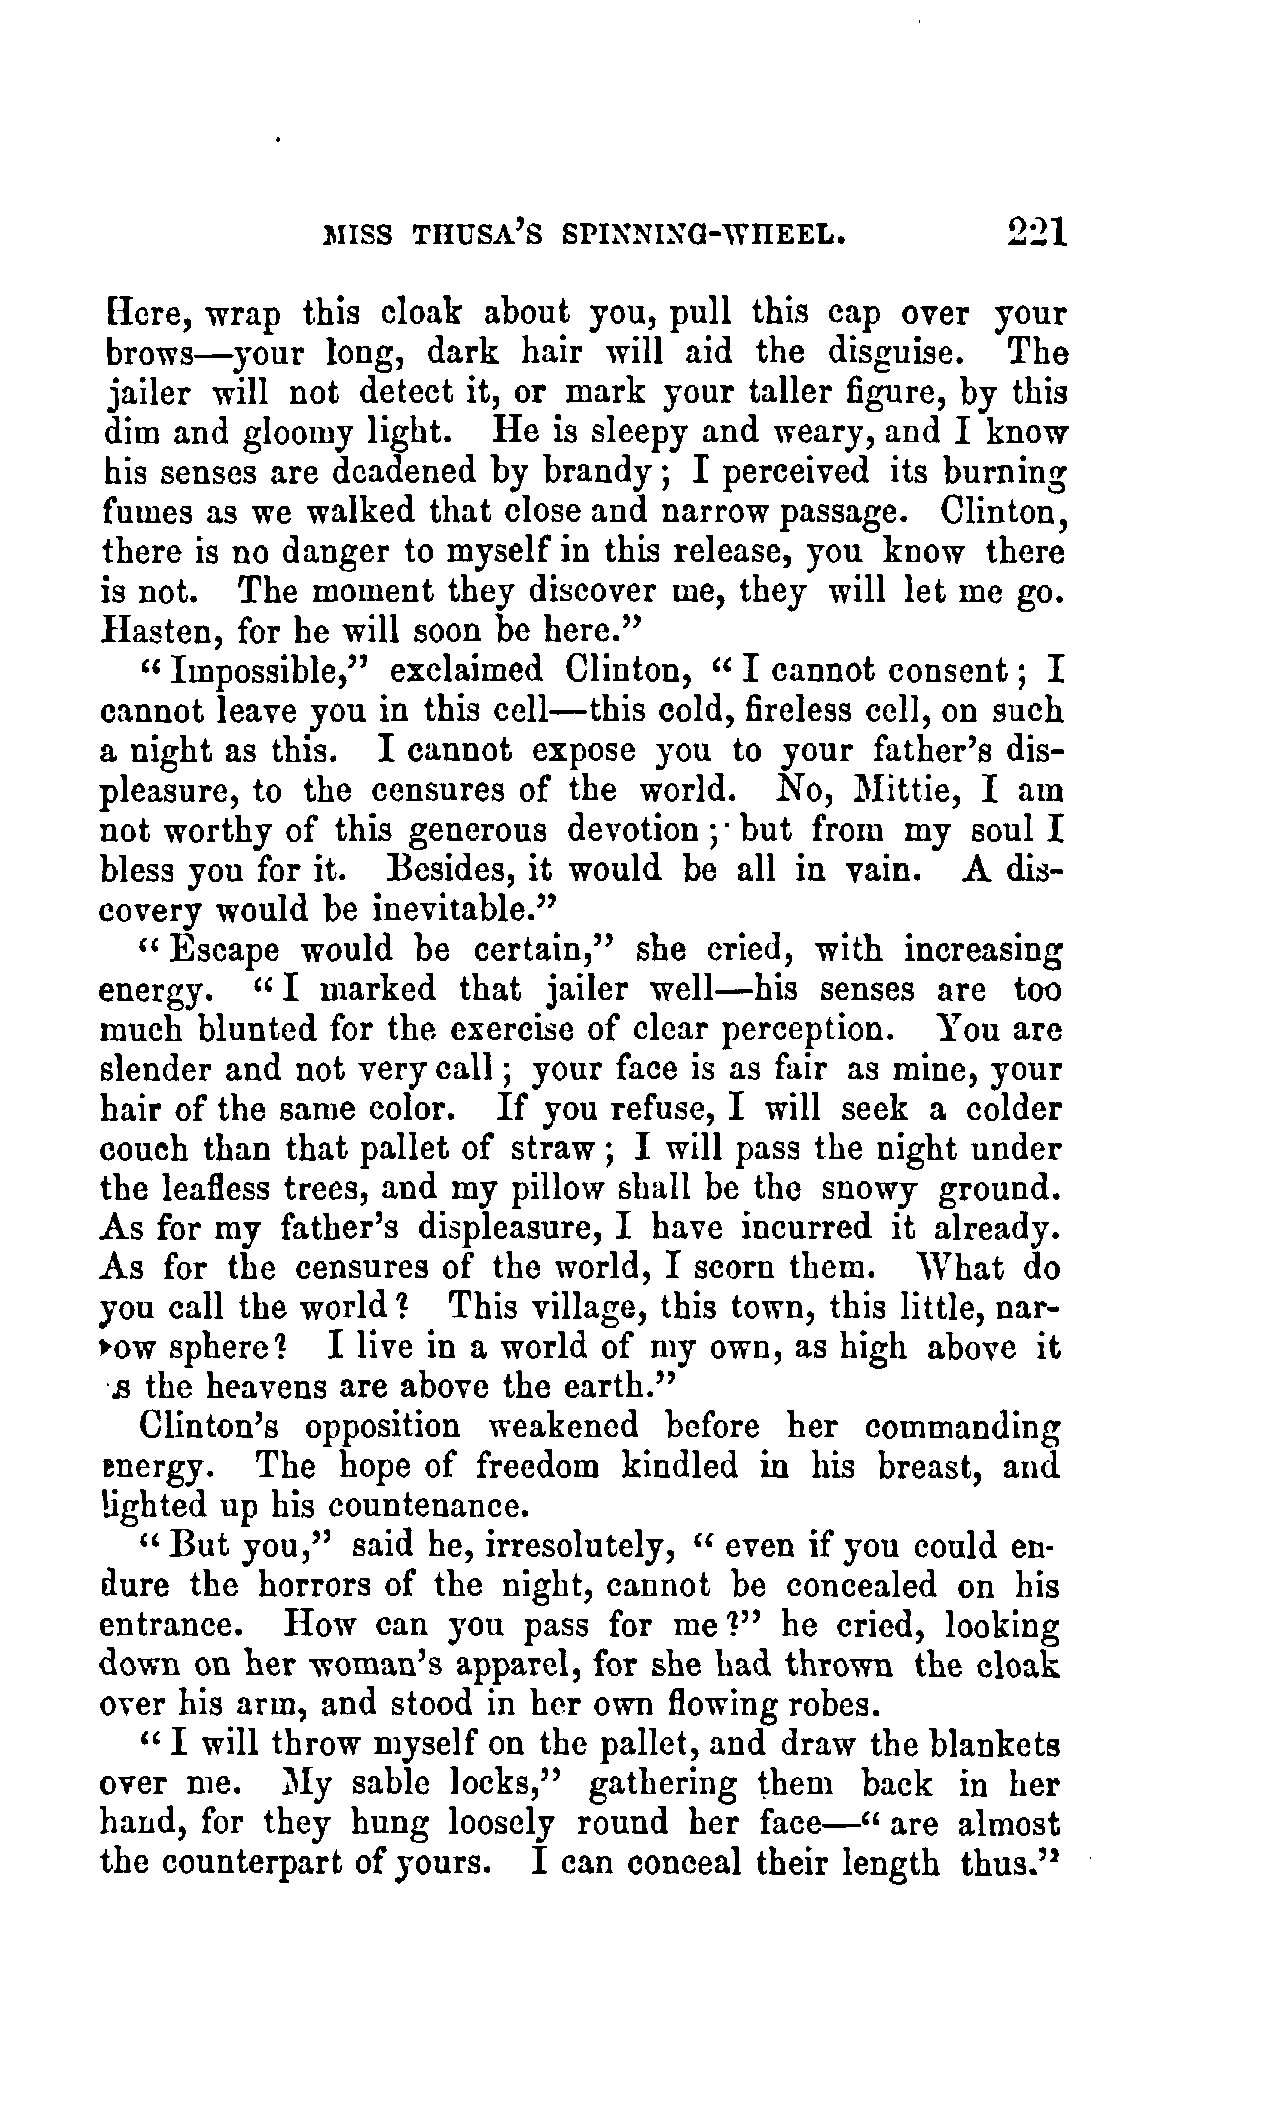 MISS THUSA'S SPINNING-WHEEL. 221
Here, wrap this cloak about you, pull this cap over your
brows—your long, dark hair will aid the disguise. The
jailer will not detect it, or mark your taller figure, by this
dim and gloomy light. He is sleepy and weary, and I know
his senses are deadened by brandy; I perceived its burning
fumes as we walked that close and narrow passage. Clinton,
there is no danger to myself in this release, you know there
is not. The moment they discover me, they will let me go.
Hasten, for he will soon be here."
"Impossible," exclaimed Clinton, "I cannot consent; I
cannot leave you in this cell—this cold, fireless cell, on such
a night as this. I cannot expose you to your father's dis-
pleasure, to the censures of the world. No, Mittie, I am
not worthy of this generous devotion; but from my soul I
bless you for it. Besides, it would be all in vain. A dis-
covery would be inevitable."
"Escape would be certain," she cried, with increasing
energy. "I marked that jailer well—his senses are too
much blunted for the exercise of clear perception. You are
slender and not very call; your face is as fair as mine, your
hair of the same color. If you refuse, I will seek a colder
couch than that pallet of straw; I will pass the night under
the leafless trees, and my pillow shall be the snowy ground.
As for my father's displeasure, I have incurred it already.
As for the censures of the world, I scorn them. What do
you call the world? This village, this town, this little, nar-
row sphere? I live in a world of my own, as high above it
as the heavens are above the earth."
Clinton's opposition weakened before her commanding
energy. The hope of freedom kindled in his breast, and
lighted up his countenance.
"But you," said he, irresolutely, "even if you could en-
dure the horrors of the night, cannot be concealed on his
entrance. How can you pass for me?" he cried, looking
down on her woman's apparel, for she had thrown the cloak
over his arm, and stood in her own flowing robes.
"I will throw myself on the pallet, and draw the blankets
over me. My sable locks," gathering them back in her
hand, for they hung loosely round her face—"are almost
the counterpart of yours. I can conceal their length thus."